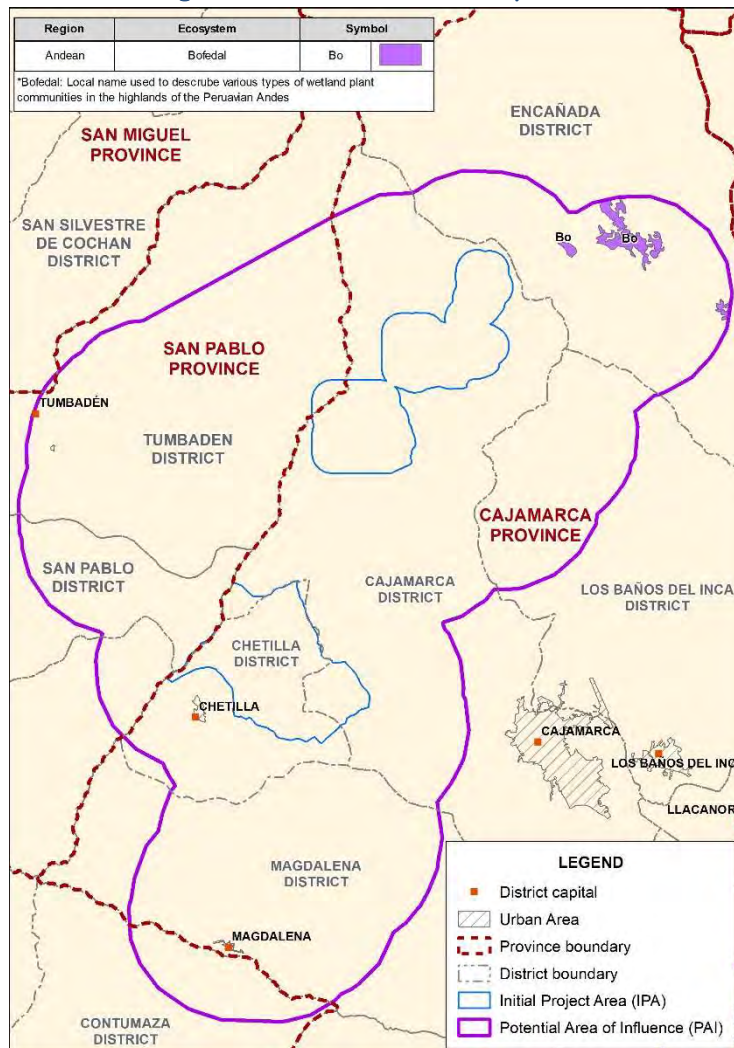 Region Ecosystem Symbol
Andean Bofedal Bo
*Bofedal: Local name used to descrube various types of wetland plant
communities in the highlands of the Peruvian Andes
ENCAÑADA
DISTRICT
SAN MIGUEL
PROVINCE
SAN SILVESTRE
DE COCHAN
DISTRICT
Bo
Bo
SAN PABLO
PROVINCE
TUMBADÉN
TUMBADEN
DISTRICT
CAJAMARCA
PROVINCE
SAN PABLO
DISTRICT
CAJAMARCA
DISTRICT
LOS BAÑOS DEL INCA
DISTRICT
CHETILLA
DISTRICT
CHETILLA
CAJAMARCA
LOS BAÑOS DEL INC
LLACANOR
MAGDALENA
DISTRICT
MAGDALENA
CONTUMAZA
DISTRICT
LEGEND
District capital
Urban Area
Province boundary
District boundary
Initial Project Area (IPA)
Potential Area of Influence (PAI)